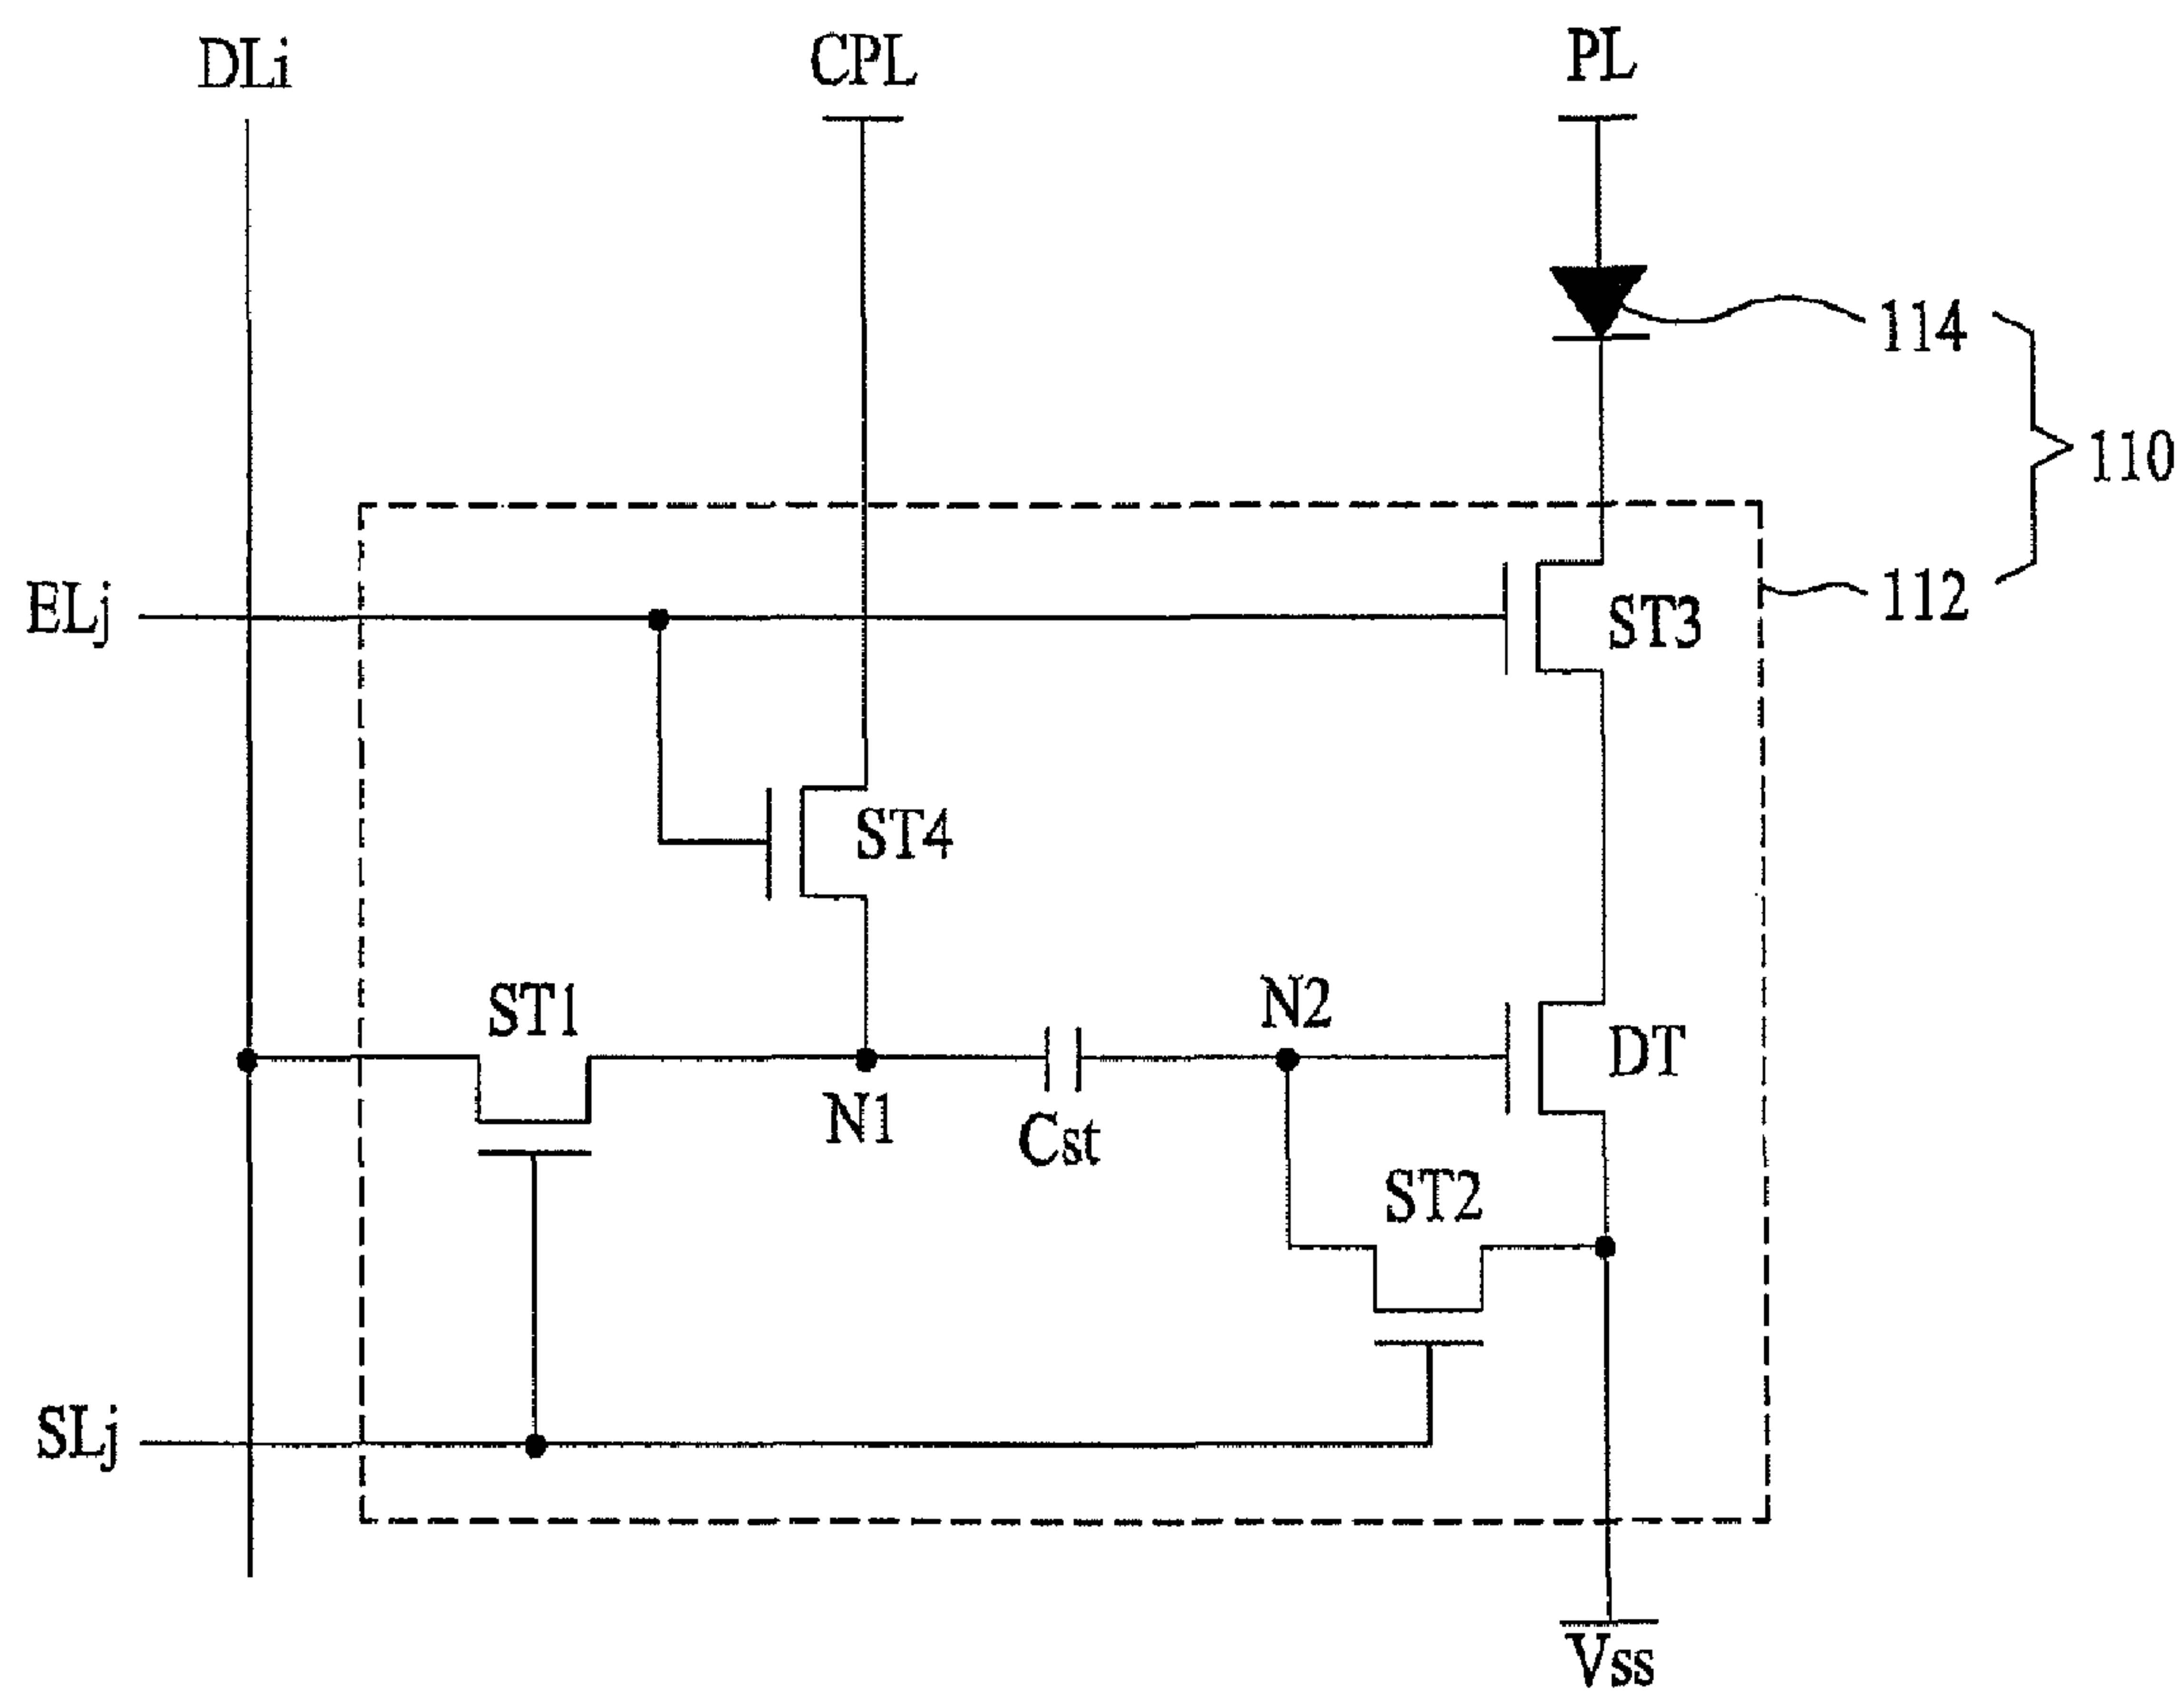 DLi
CPL
PL
114
110
ELj
ST3
112
ST4
ST1
N2
DT
N1
Cst
ST2
SLj
Vss